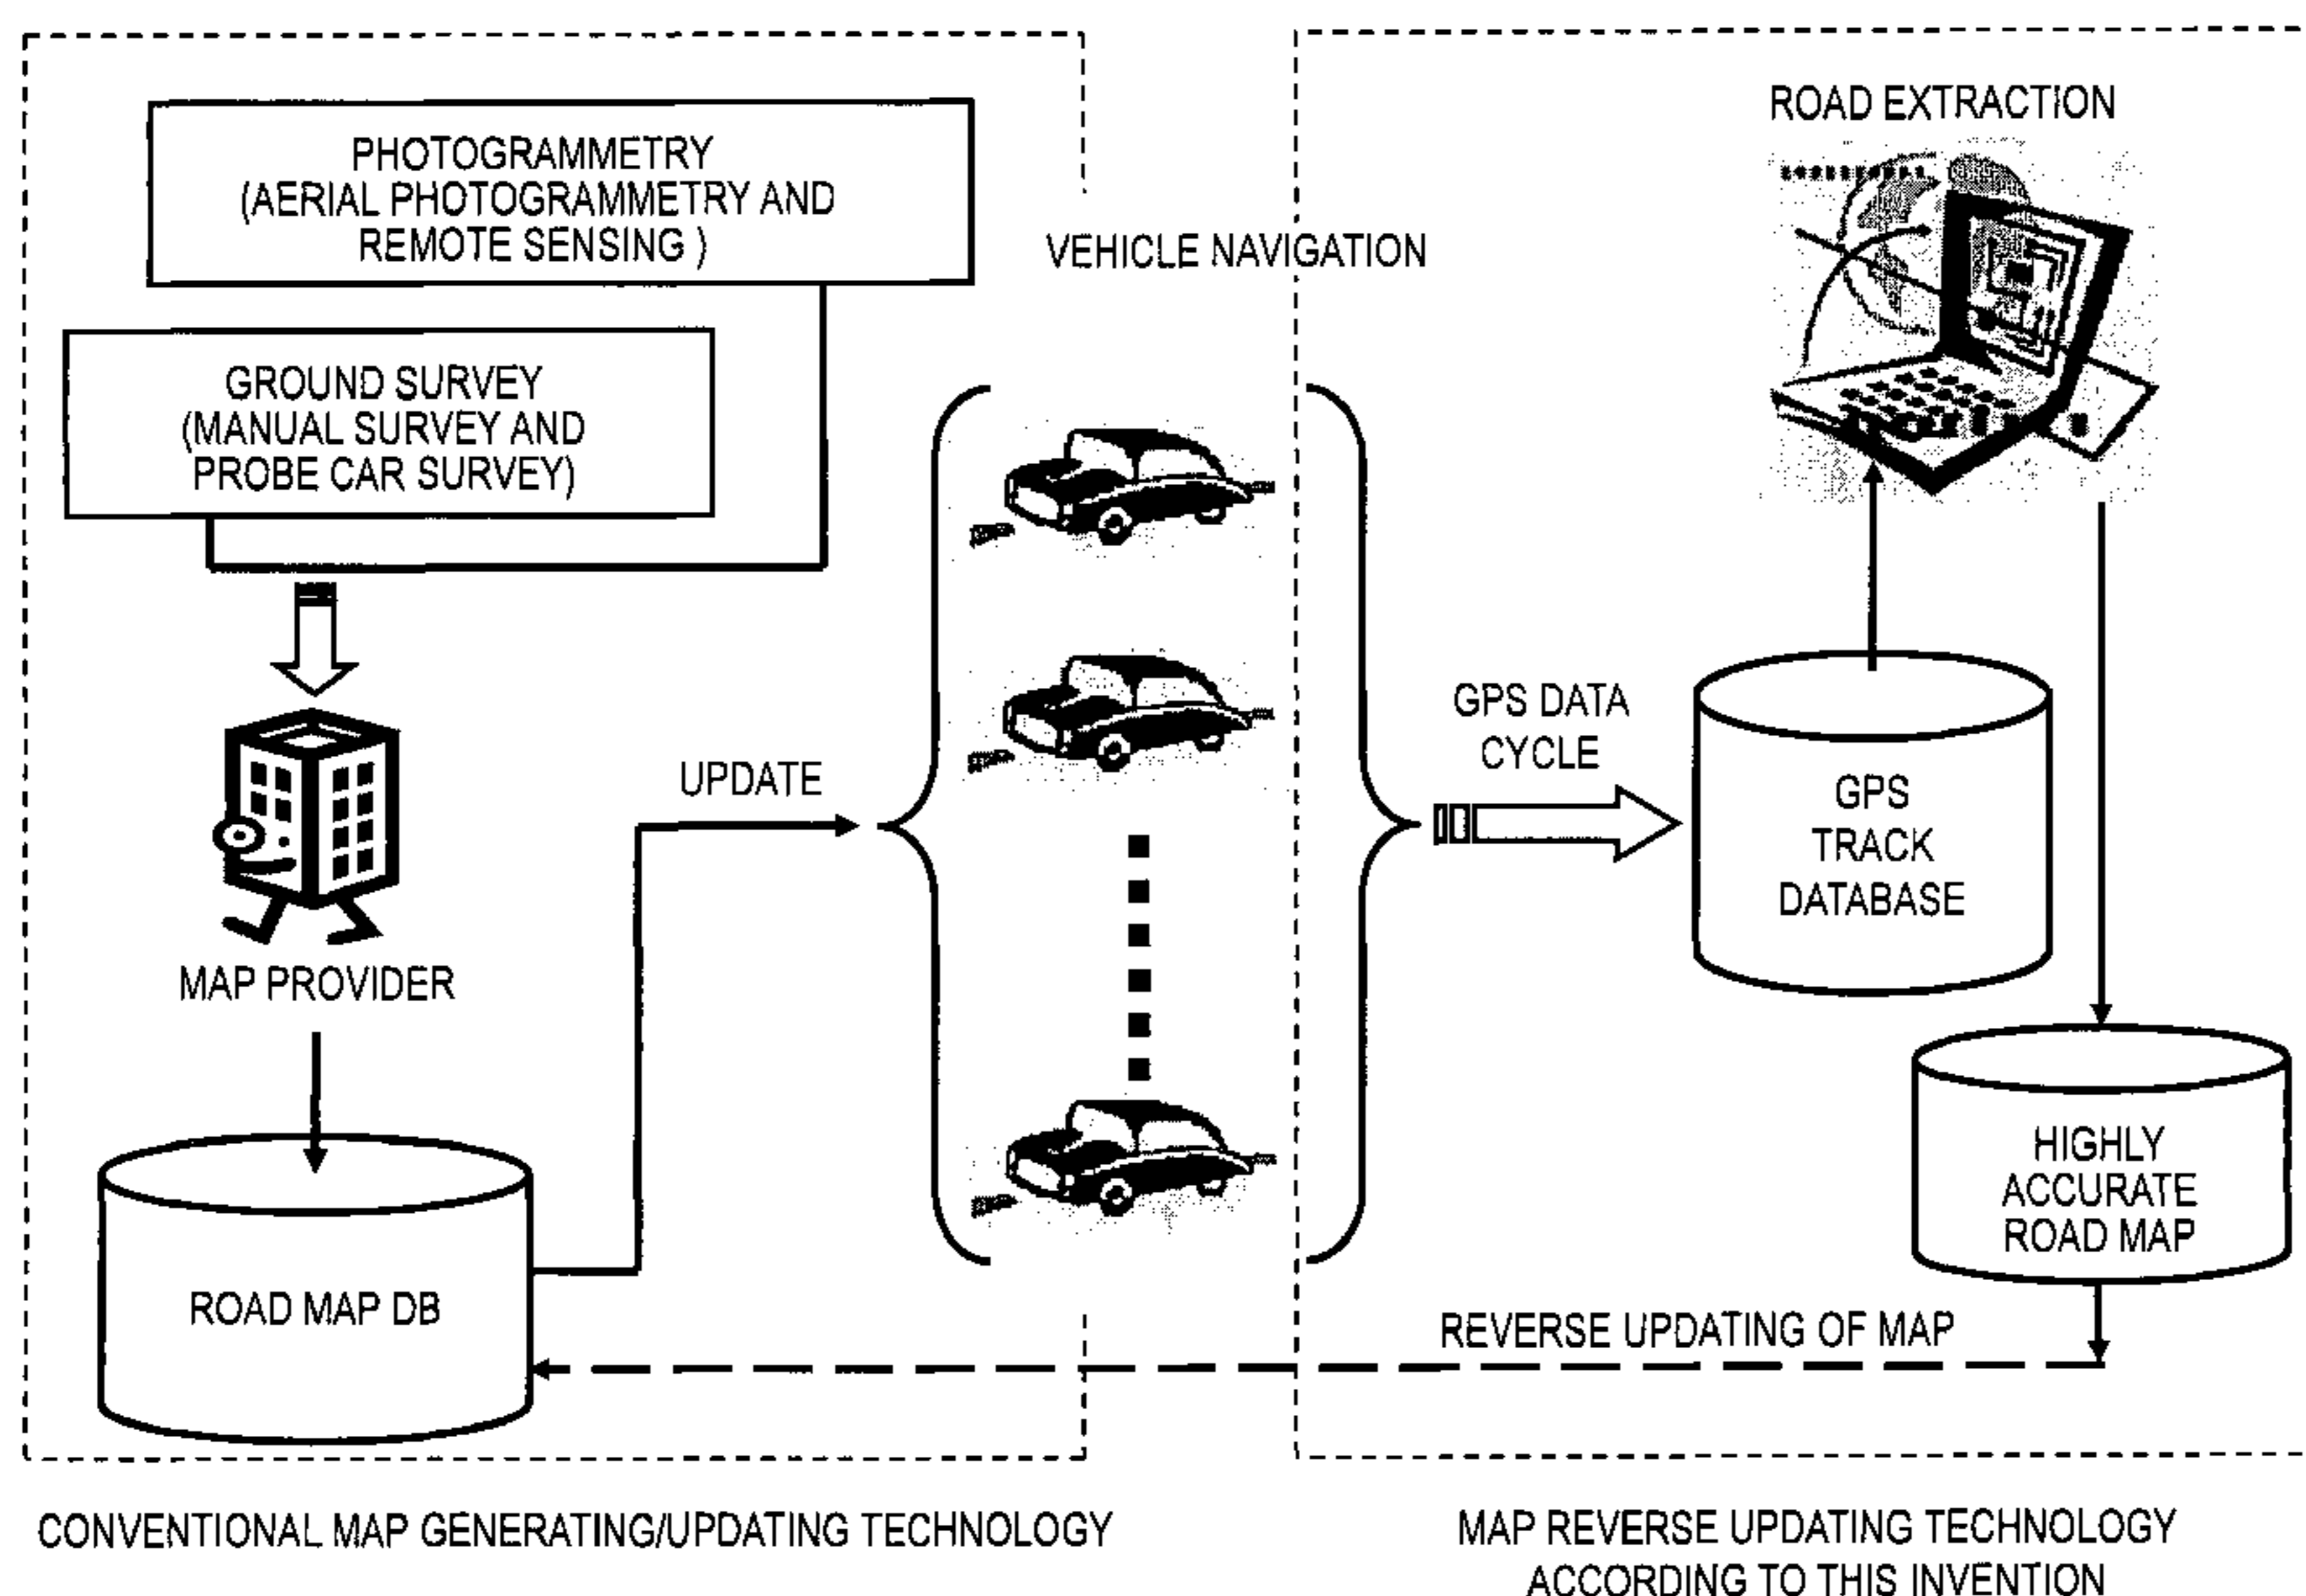 PHOTOGRAMMETRY
(AERIAL PHOTOGRAMMETRY AND
REMOTE SENSING )
GROUND SURVEY
(MANUAL SURVEY AND
PROBE CAR SURVEY)
MAP PROVIDER
ROAD MAP DB
UPDATE
VEHICLE NAVIGATION
GPS DATA
CYCLE
ROAD EXTRACTION
GPS
TRACK
DATABASE
HIGHLY
ACCURATE
ROAD MAP
REVERSE UPDATING OF MAP
CONVENTIONAL MAP GENERATING/UPDATING TECHNOLOGY
MAP REVERSE UPDATING TECHNOLOGY
ACCORDING TO THIS INVENTION